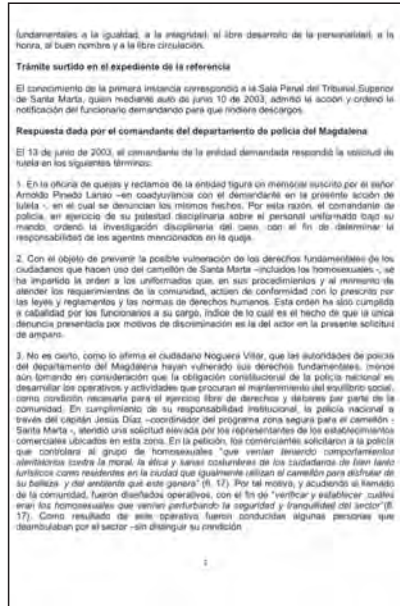 fundamentales a la igualdad, a la integridad, al libre desarrollo de la personalidad, a la
honra, al buen nombre y a la libre circulación.
Trámite surtido en el expediente de la referencia
El conocimiento de la primera instancia correspondió a la Sala Penal del Tribunal Superior
de Santa Marta, quien mediante auto de junio 10 de 2003, admitió la acción y ordenó la
notificación del funcionario demandando para que rindiera descargos.
Respuesta dada por el comandante del departamento de policía del Magdalena
El 13 de junio de 2003, el comandante de la entidad demandada respondió la solicitud de
tutela en los siguientes términos:
1. En la oficina de quejas y reclamos de la entidad figura un memorial suscrito por el señor
Arnoldo Pinedo Lanao –en coadyuvancia con el demandante en la presente acción de
tutela -, en el cual se denuncian los mismos hechos. Por esta razón, el comandante de
policía, en ejercicio de su potestad disciplinaria sobre el personal uniformado bajo su
mando, ordenó la investigación disciplinaria del caso, con el fin de determinar la
responsabilidad de los agentes mencionados en la queja.
2. Con el objeto de prevenir la posible vulneración de los derechos fundamentales de los
ciudadanos que hacen uso del camellón de Santa Marta –incluidos los homosexuales -, se
ha impartido la orden a los uniformados que, en sus procedimientos y al momento de
atender los requerimientos de la comunidad, actúen de conformidad con lo prescrito por
las leyes y reglamentos y las normas de derechos humanos. Esta orden ha sido cumplida
a cabalidad por los funcionarios a su cargo, índice de lo cual es el hecho de que la única
denuncia presentada por motivos de discriminación es la del actor en la presente solicitud
de amparo.
3. No es cierto, como lo afirma el ciudadano Noguera Villar, que las autoridades de policía
del departamento del Magdalena hayan vulnerado sus derechos fundamentales, menos
aún tomando en consideración que la obligación constitucional de la policía nacional es
desarrollar los operativos y actividades que procuran el mantenimiento del equilibrio social,
como condición necesaria para el ejercicio libre de derechos y deberes por parte de la
comunidad. En cumplimiento de su responsabilidad institucional, la policía nacional a
través del capitán Jesús Díaz –coordinador del programa zona segura para el camellón -
Santa Marta -, atendió una solicitud elevada por los representantes de los establecimientos
comerciales ubicados en esta zona. En la petición, los comerciantes solicitaron a la policía
que controlara al grupo de homosexuales "que venían teniendo comportamientos
atentatorios contra la moral, la ética y sanas costumbres de los ciudadanos de bien tanto
turísticos como residentes en la ciudad que igualmente utilizan el camellón para disfrutar de
su belleza y del ambiente que este genera" (fl. 17). Por tal motivo, y acudiendo al llamado
de la comunidad, fueron diseñados operativos, con el fin de "verificar y establecer cuáles
eran los homosexuales que venían perturbando la seguridad y tranquilidad del sector"(fl.
17). Como resultado de este operativo fueron conducidas algunas personas que
deambulaban por el sector –sin distinguir su condición